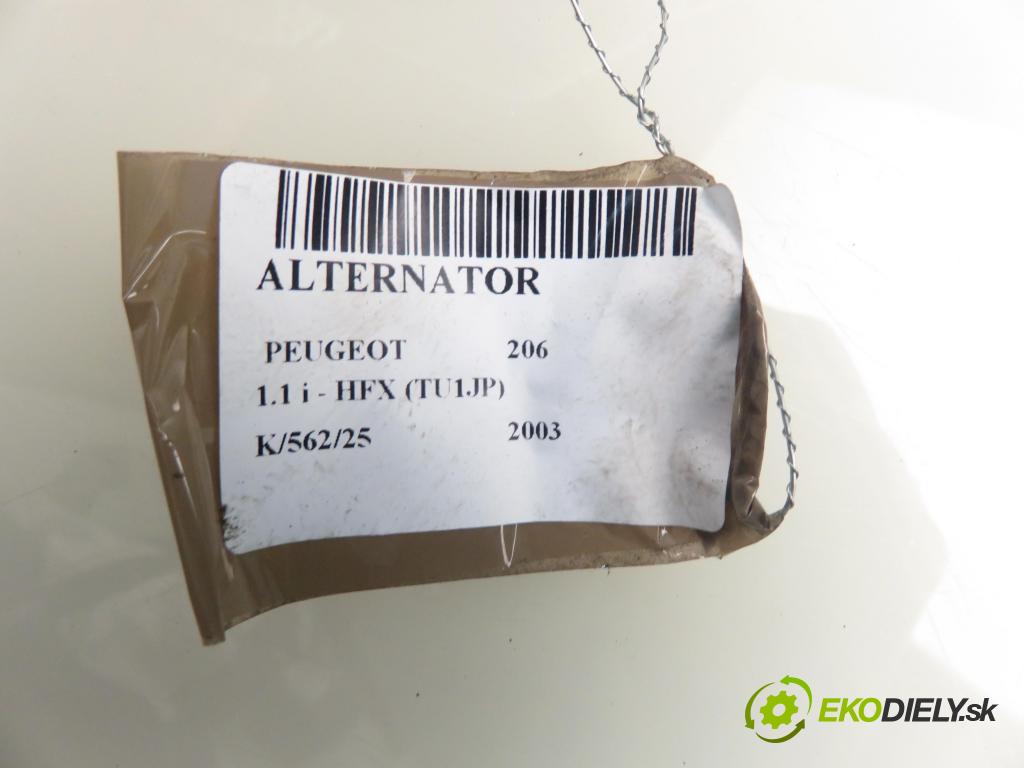 ALTERNATOR
PEUGEOT 206
1.1 i - HFX (TU1JP)
K/562/25 2003
EKODIELY.sk